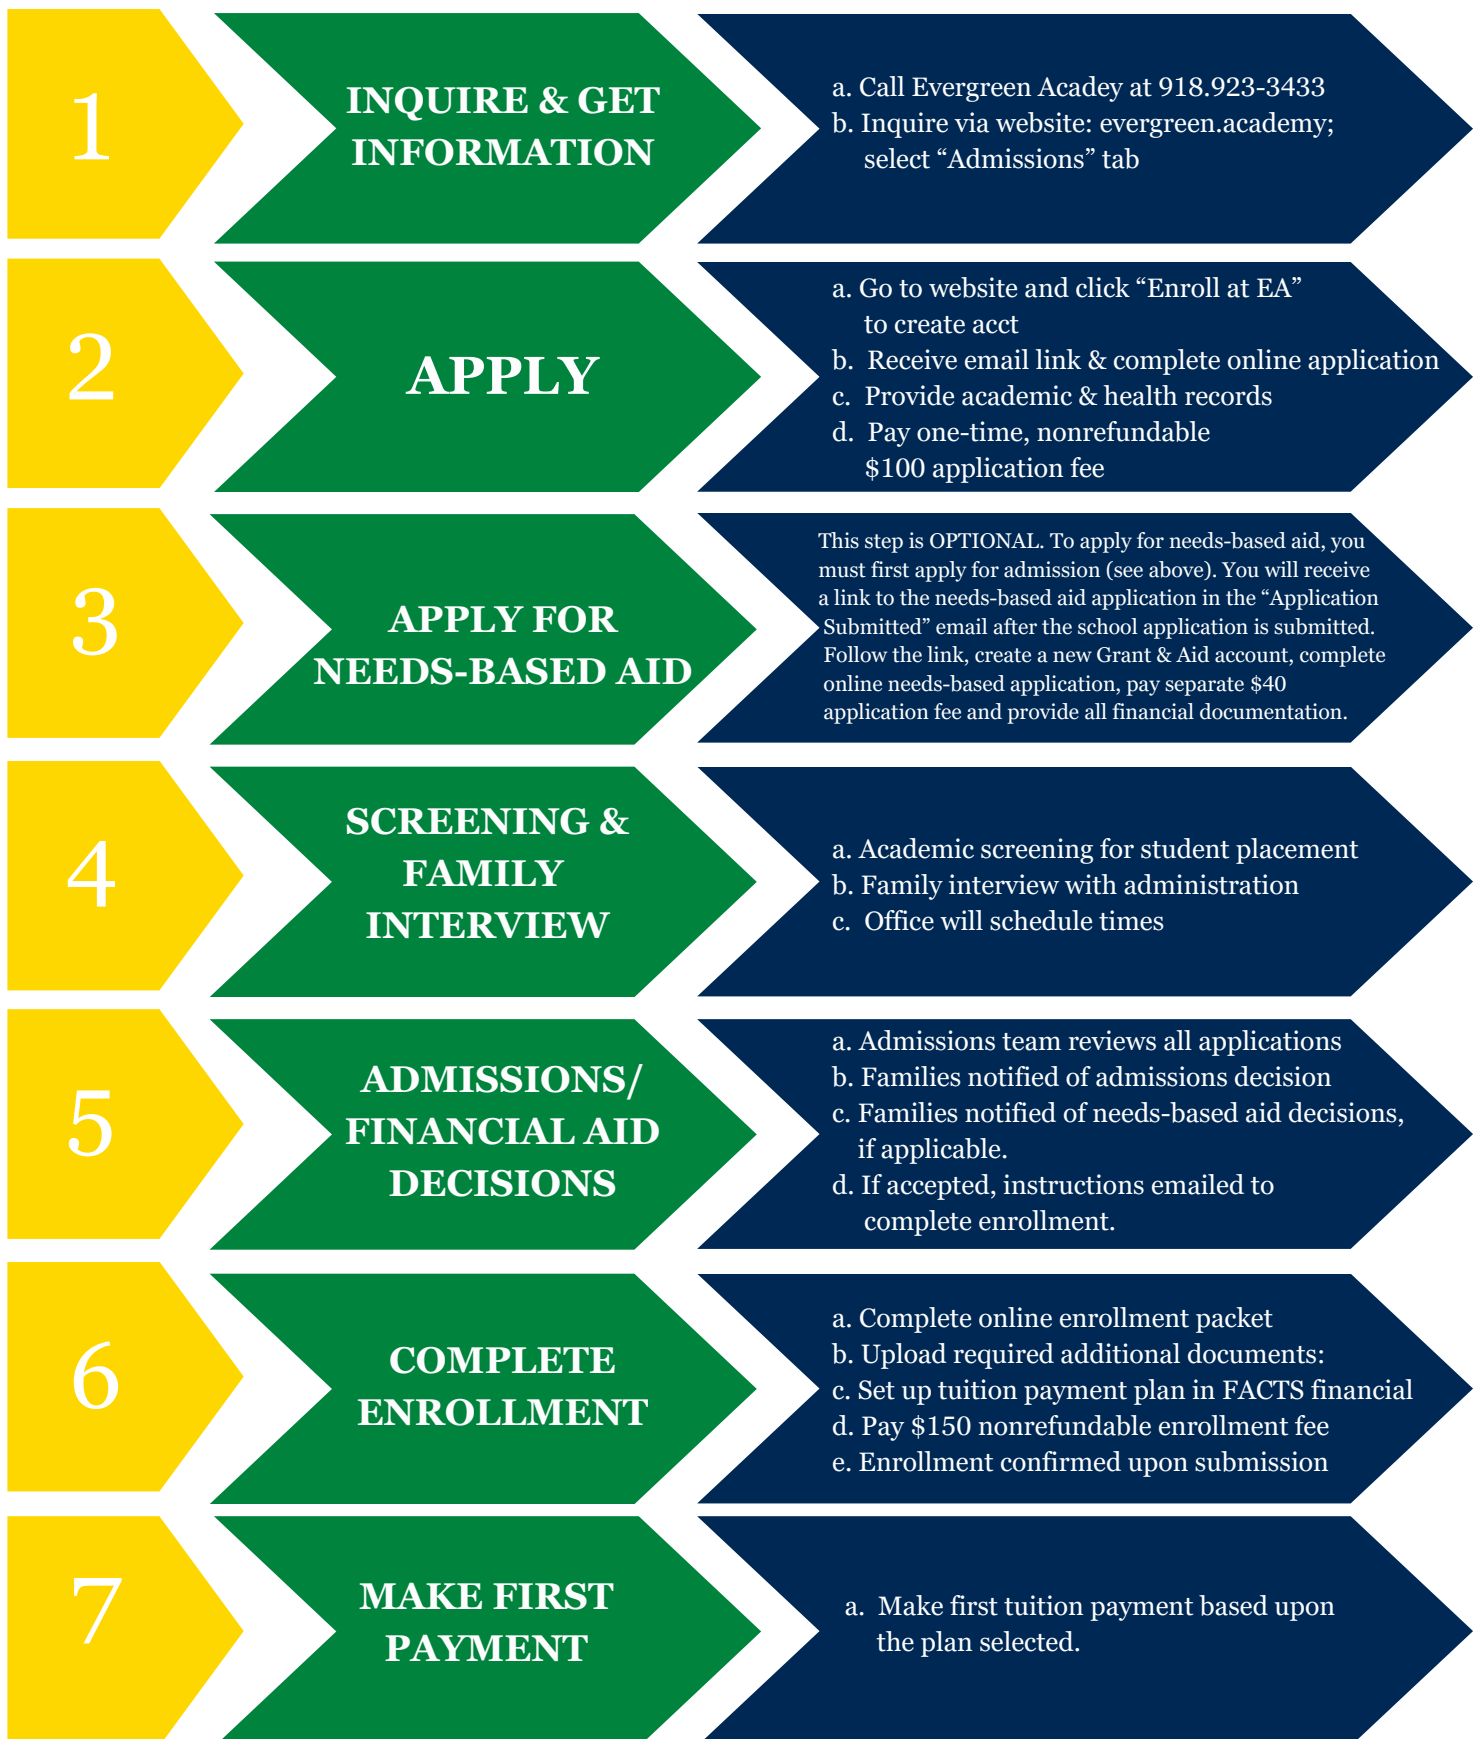 1
INQUIRE & GET
INFORMATION
a. Call Evergreen Acadey at 918.923-3433
b. Inquire via website: evergreen.academy;
select “Admissions” tab
2
APPLY
a. Go to website and click “Enroll at EA”
to create acct
b. Receive email link & complete online application
c. Provide academic & health records
d. Pay one-time, nonrefundable
$100 application fee
3
APPLY FOR
NEEDS-BASED AID
This step is OPTIONAL. To apply for needs-based aid, you
must first apply for admission (see above). You will receive
a link to the needs-based aid application in the “Application
Submitted” email after the school application is submitted.
Follow the link, create a new Grant & Aid account, complete
online needs-based application, pay separate $40
application fee and provide all financial documentation.
4
SCREENING &
FAMILY
INTERVIEW
a. Academic screening for student placement
b. Family interview with administration
c. Office will schedule times
5
ADMISSIONS/
FINANCIAL AID
DECISIONS
a. Admissions team reviews all applications
b. Families notified of admissions decision
c. Families notified of needs-based aid decisions,
if applicable.
d. If accepted, instructions emailed to
complete enrollment.
6
COMPLETE
ENROLLMENT
a. Complete online enrollment packet
b. Upload required additional documents:
c. Set up tuition payment plan in FACTS financial
d. Pay $150 nonrefundable enrollment fee
e. Enrollment confirmed upon submission
7
MAKE FIRST
PAYMENT
a. Make first tuition payment based upon
the plan selected.